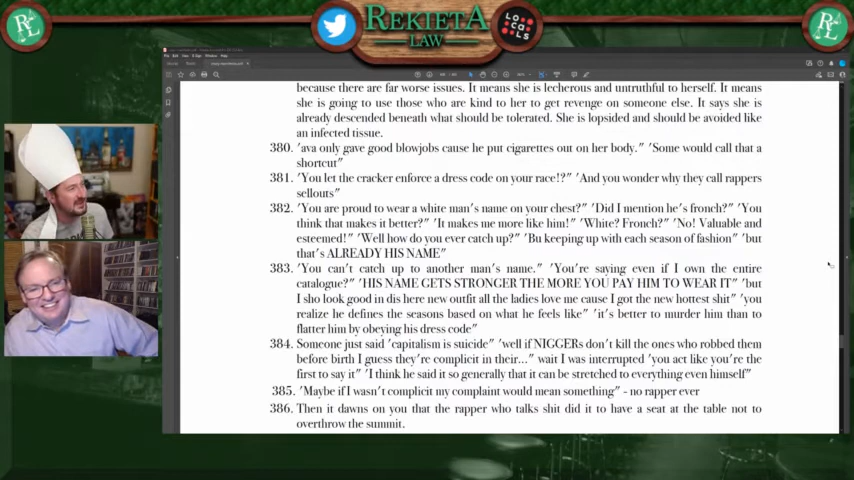 RL
REKIETA
LAW
LOCALS
RL
because there are far worse issues. It means she is lecherous and untruthful to herself. It means
she is going to use those who are kind to her to get revenge on someone else. It says she is
already descended beneath what should be tolerated. She is lopsided and should be avoided like
an infected tissue.
380. 'ava only gave good blowjobs cause he put cigarettes out on her body." 'Some would call that a
shortcut"
381. 'You let the cracker enforce a dress code on your race!?" 'And you wonder why they call rappers
sellouts"
382. 'You are proud to wear a white man's name on your chest?" 'Did I mention he's fronch?" 'You
think that makes it better?" 'It makes me more like him!" 'White? Fronch?" 'No! Valuable and
esteemed!" 'Well how do you ever catch up?" 'Bu keeping up with each season of fashion" 'but
that's ALREADY HIS NAME"
383. 'You can't catch up to another man's name." 'You're saying even if I own the entire
catalogue?" 'HIS NAME GETS STRONGER THE MORE YOU PAY HIM TO WEAR IT" 'but
I sho look good in dis here new outfit all the ladies love me cause I got the new hottest shit" 'you
realize he defines the seasons based on what he feels like" 'it's better to murder him than to
flatter him by obeying his dress code"
384. Someone just said 'capitalism is suicide" 'well if NIGGERs don't kill the ones who robbed them
before birth I guess they're complicit in their..." wait I was interrupted 'you act like you're the
first to say it" 'I think he said it so generally that it can be stretched to everything even himself"
385. 'Maybe if I wasn't complicit my complaint would mean something" - no rapper ever
386. Then it dawns on you that the rapper who talks shit did it to have a seat at the table not to
overthrow the summit.